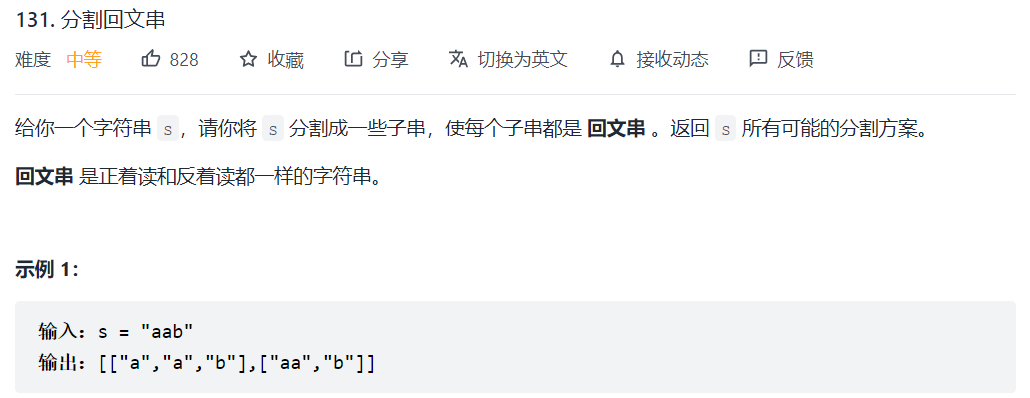 131. 分割回文串
难度 中等 828 收藏 分享 切换为英文 接收动态 反馈
给你一个字符串 s，请你将 s 分割成一些子串，使每个子串都是 回文串 。返回 s 所有可能的分割方案。
回文串 是正着读和反着读都一样的字符串。
示例 1：
输入：s = "aab"
输出：[["a","a","b"],["aa","b"]]